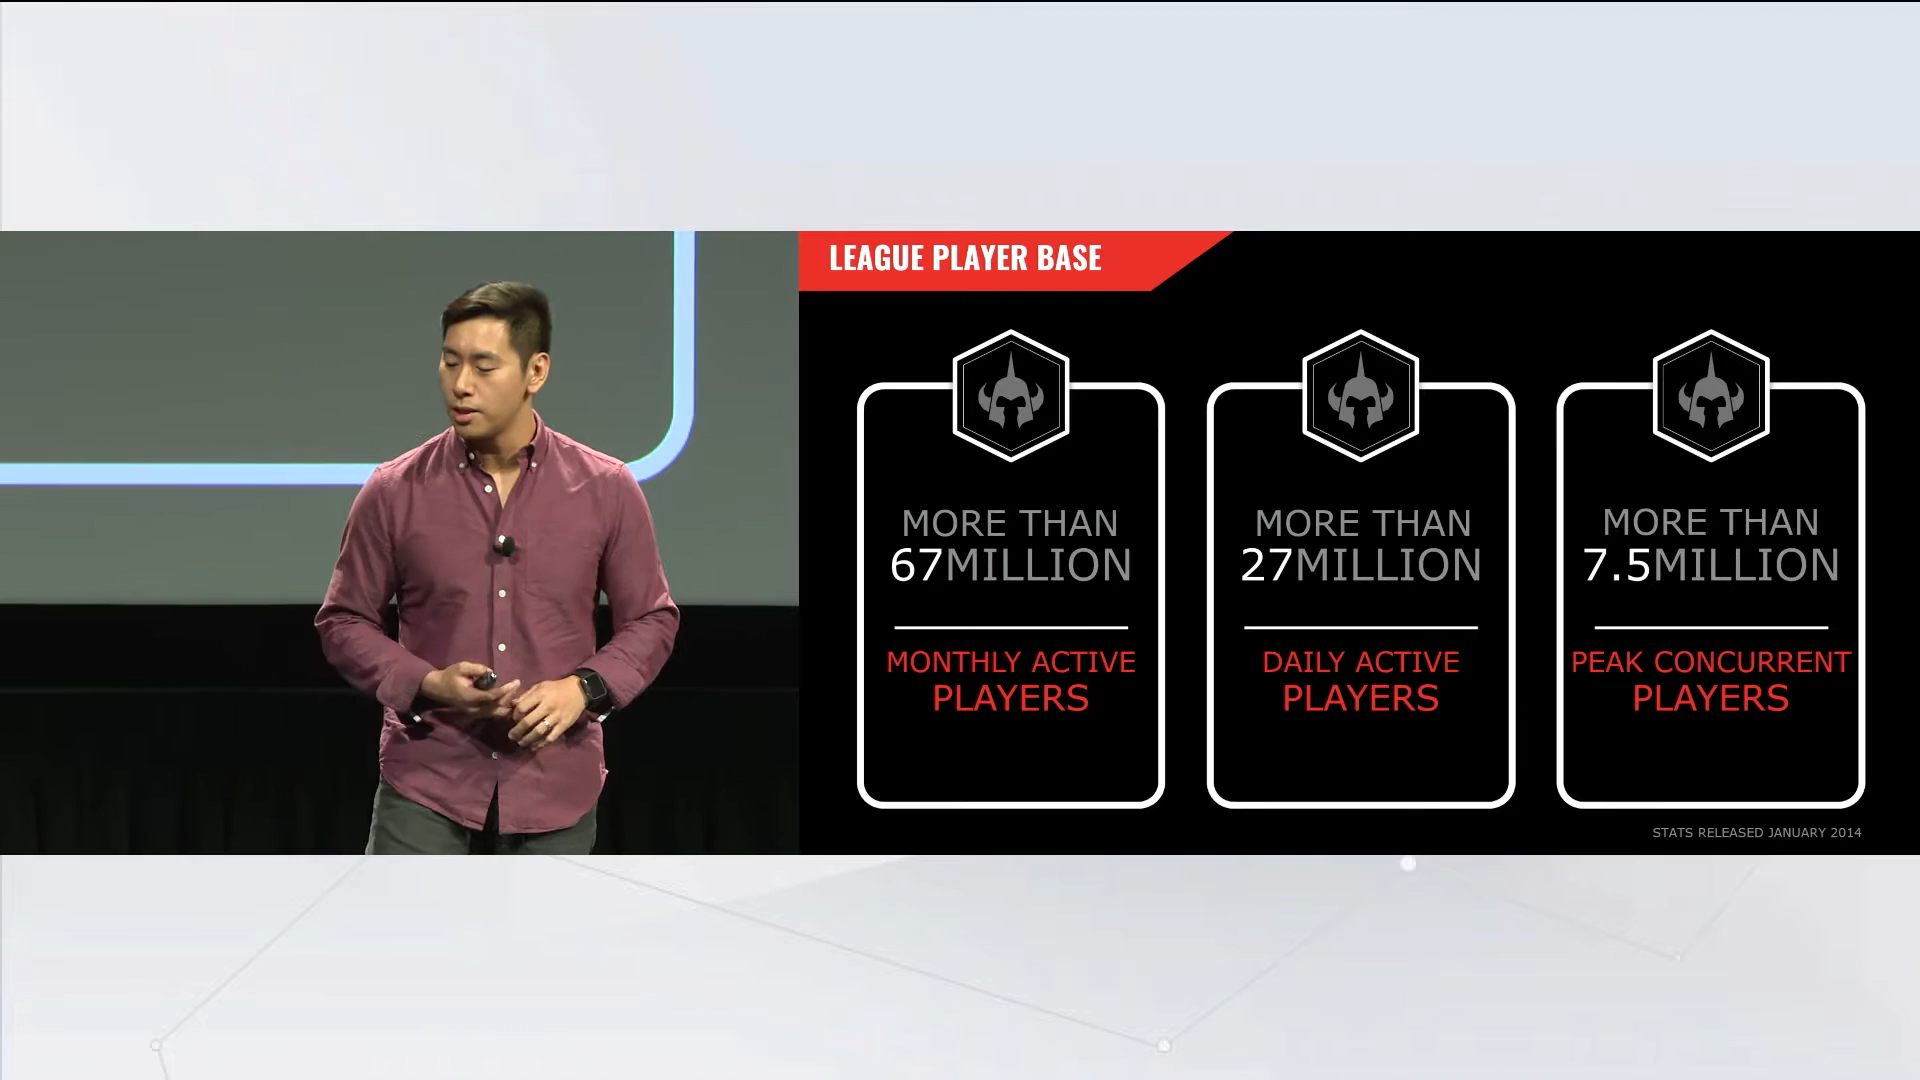 LEAGUE PLAYER BASE
MORE THAN
67MILLION
MONTHLY ACTIVE
PLAYERS
MORE THAN
27MILLION
DAILY ACTIVE
PLAYERS
MORE THAN
7.5MILLION
PEAK CONCURRENT
PLAYERS
STATS RELEASED JANUARY 2014